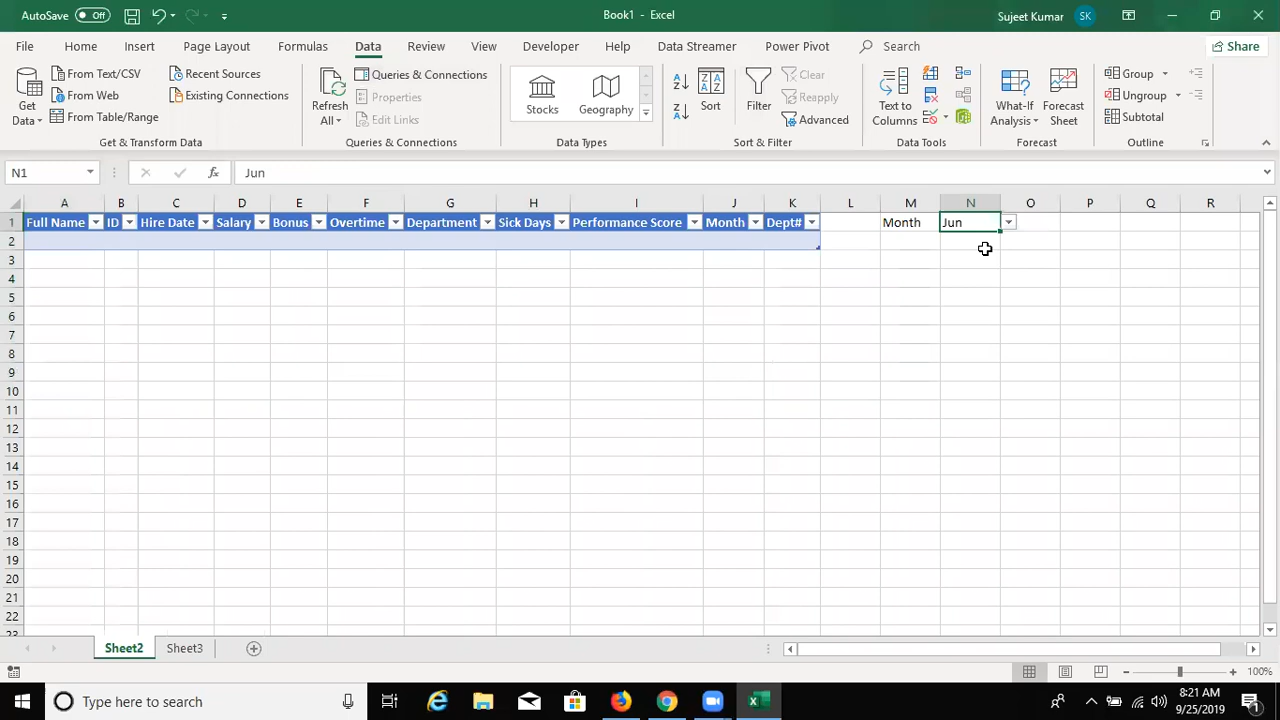 AutoSave Off
Book1 - Excel
Sujeet Kumar SK
File Home Insert Page Layout Formulas Data Review View Developer Help Data Streamer Power Pivot Search Share
Get Data
From Text/CSV
From Web
From Table/Range
Recent Sources
Existing Connections
Get & Transform Data
Refresh All
Queries & Connections
Properties
Edit Links
Queries & Connections
Stocks Geography
Data Types
Sort
Filter
Clear
Reapply
Advanced
Sort & Filter
Text to Columns
Data Tools
What-If Analysis
Forecast Sheet
Forecast
Group
Ungroup
Subtotal
Outline
N1 fx Jun
A B C D E F G H I J K L M N O P Q R
1 Full Name ID Hire Date Salary Bonus Overtime Department Sick Days Performance Score Month Dept# Month Jun
2
3
4
5
6
7
8
9
10
11
12
13
14
15
16
17
18
19
20
21
22
23
Sheet2 Sheet3
100%
Type here to search
8:21 AM
9/25/2019
1